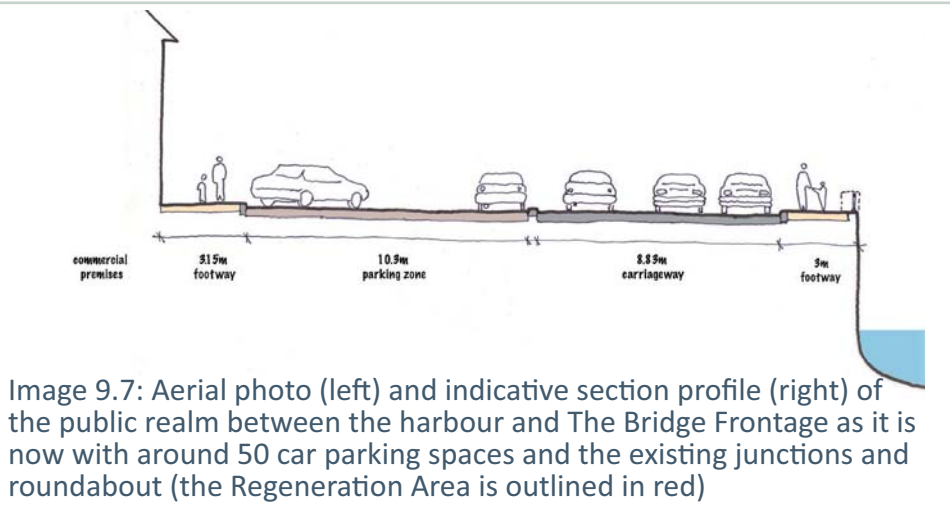 commercial
premises
3.15m
footway
10.3m
parking zone
8.83m
carriageway
3m
footway
Image 9.7: Aerial photo (left) and indicative section profile (right) of
the public realm between the harbour and The Bridge Frontage as it is
now with around 50 car parking spaces and the existing junctions and
roundabout (the Regeneration Area is outlined in red)